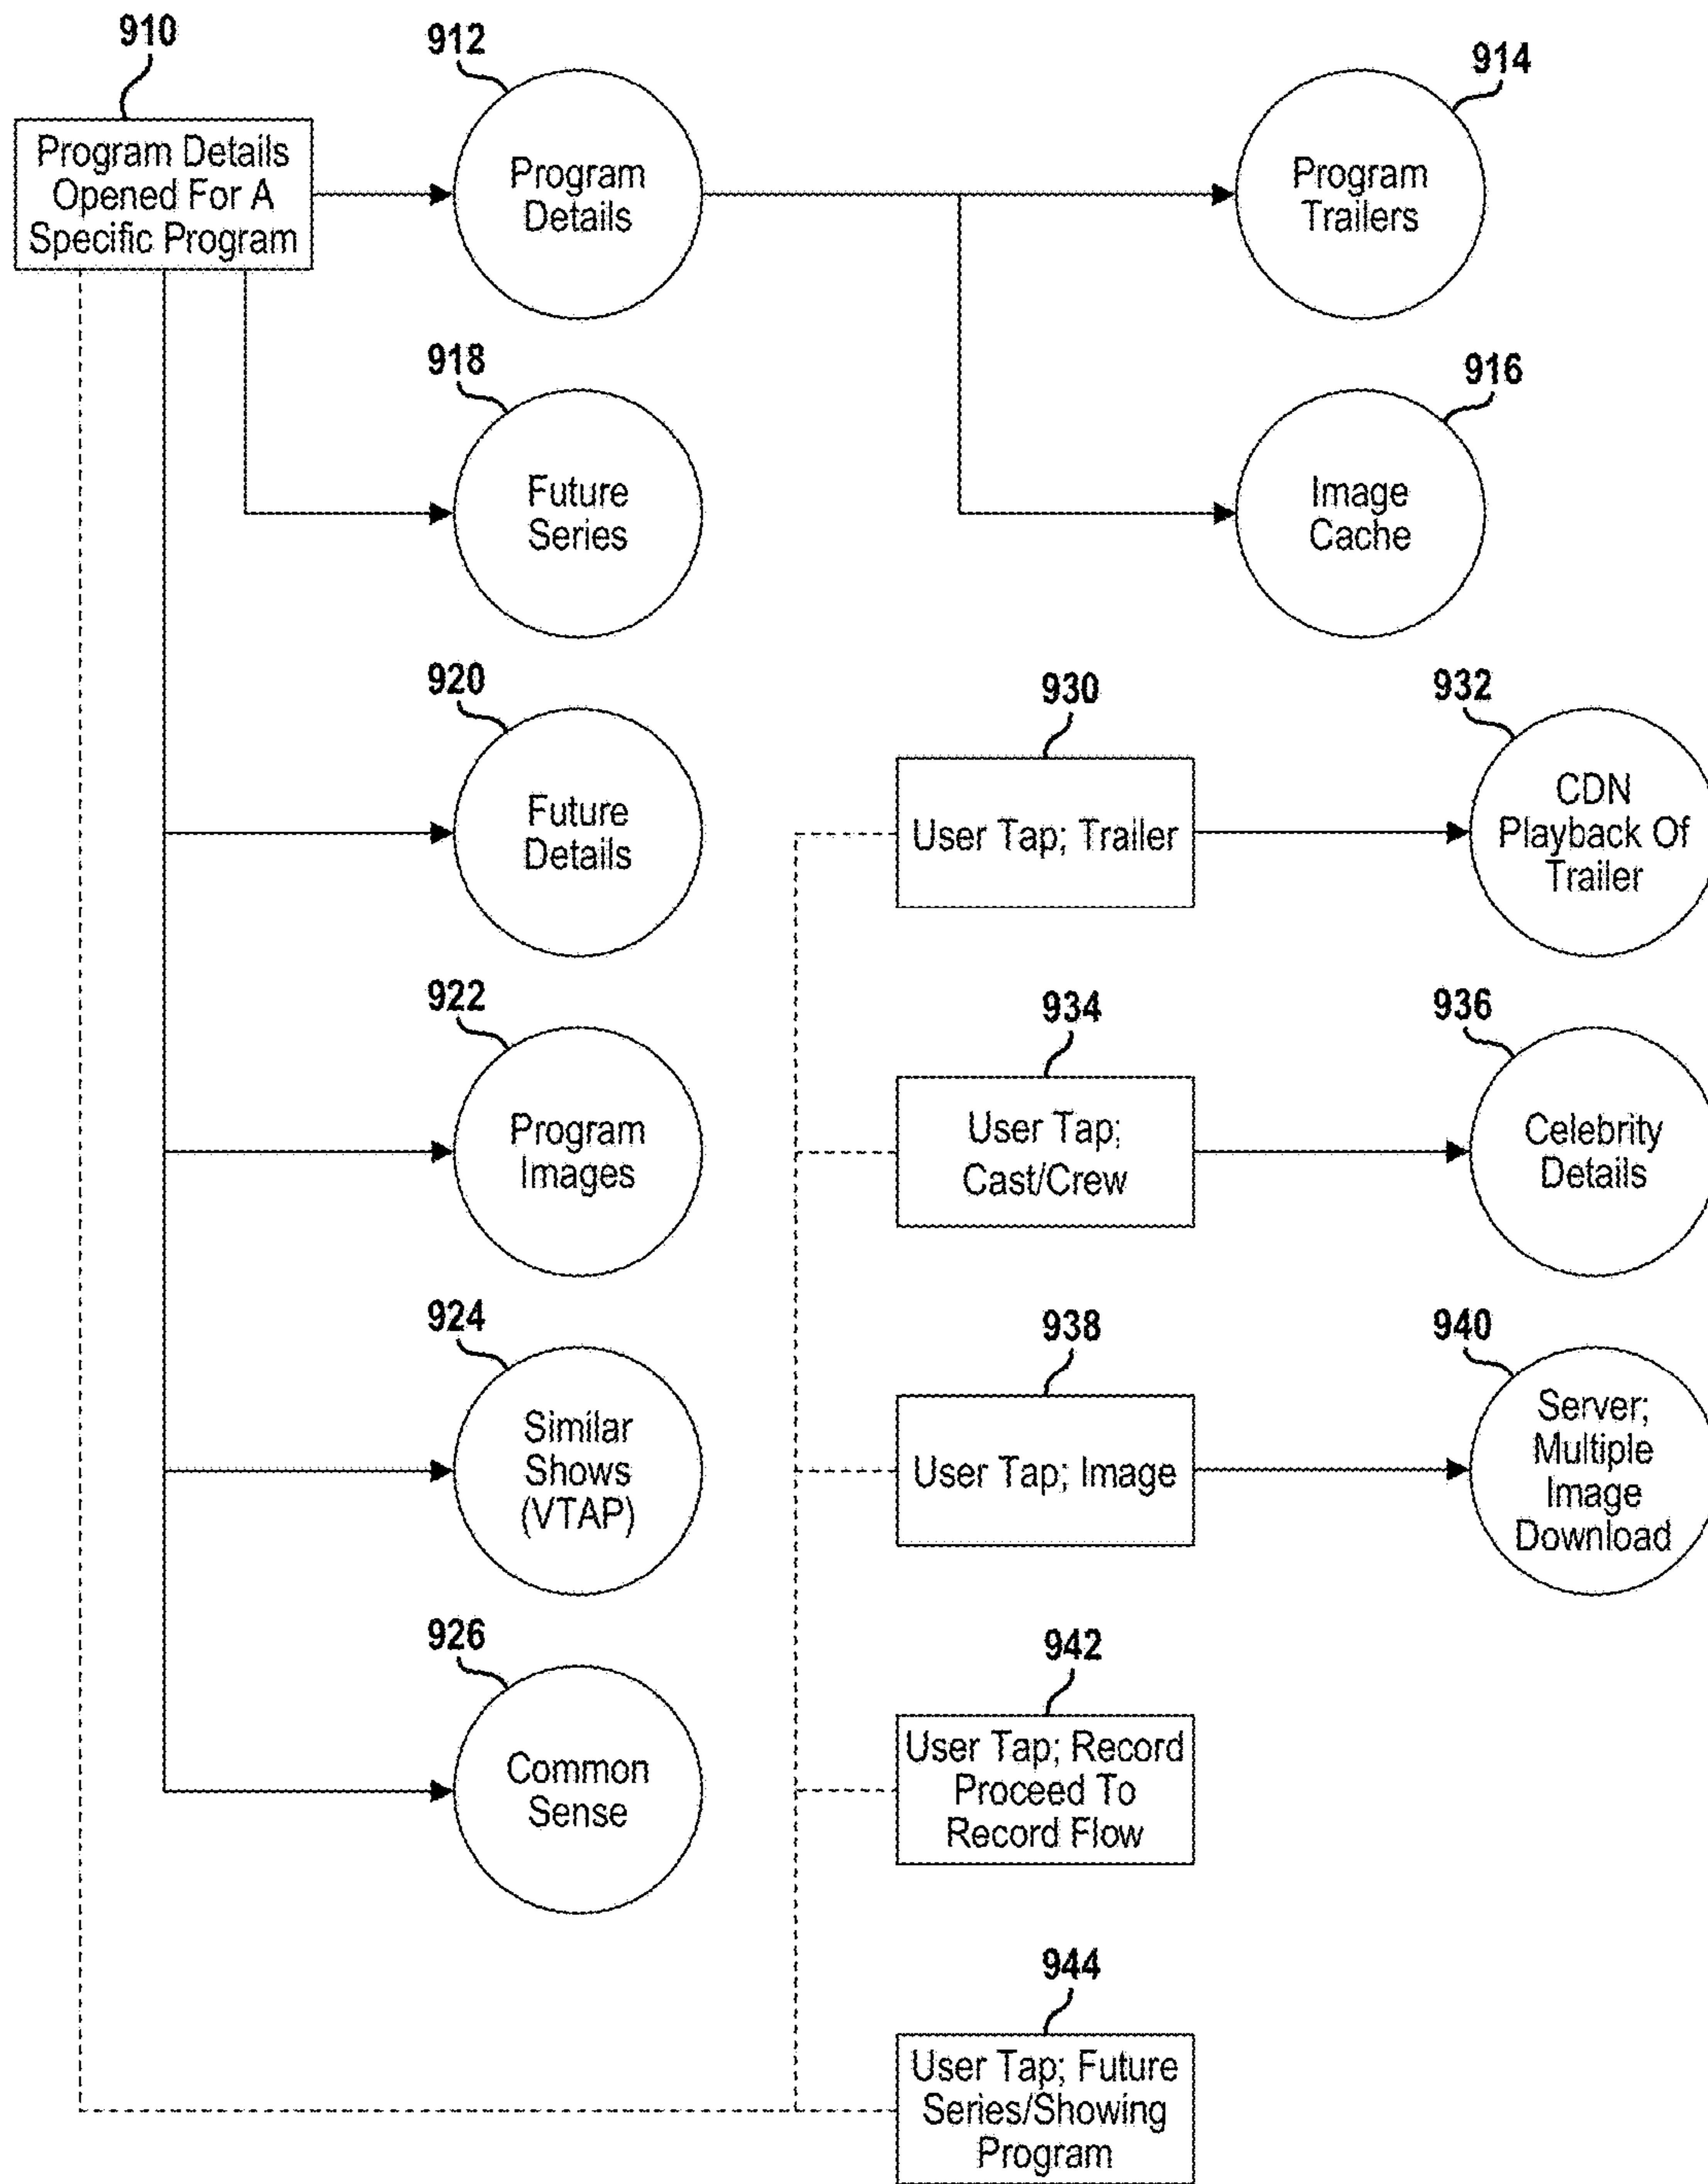 910
Program Details
Opened For A
Specific Program
912
Program
Details
914
Program
Trailers
918
Future
Series
916
Image
Cache
920
Future
Details
930
User Tap; Trailer
932
CDN
Playback Of
Trailer
922
Program
Images
934
User Tap;
Cast/Crew
936
Celebrity
Details
924
Similar
Shows
(VTAP)
938
User Tap; Image
940
Server;
Multiple
Image
Download
926
Common
Sense
942
User Tap; Record
Proceed To
Record Flow
944
User Tap; Future
Series/Showing
Program